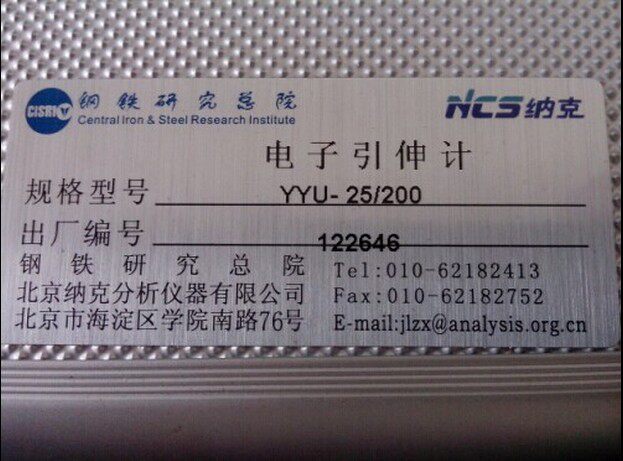 CISRI 钢铁研究总院 NCS 纳克
Central Iron & Steel Research Institute
电子引伸计
规格型号 YYU- 25/200
出厂编号 122646
钢铁研究总院 Tel:010-62182413
北京纳克分析仪器有限公司 Fax:010-62182752
北京市海淀区学院南路76号 E-mail:jlzx@analysis.org.cn